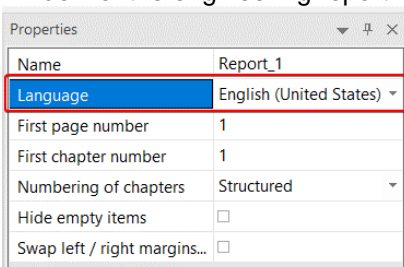 Properties
Name Report_1
Language English (United States)
First page number 1
First chapter number 1
Numbering of chapters Structured
Hide empty items
Swap left / right margins...